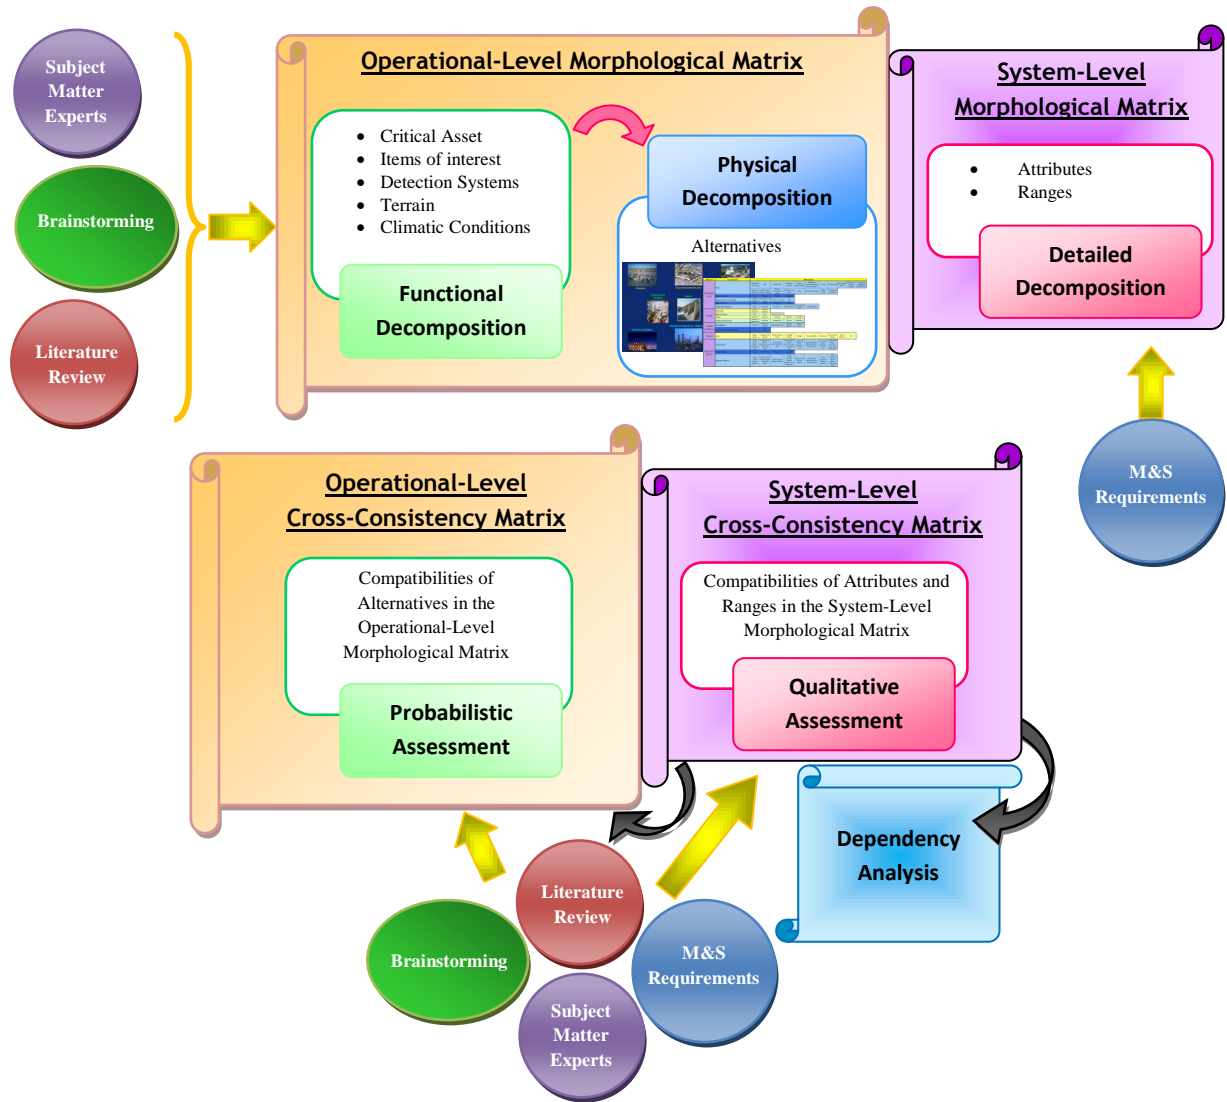 Subject
Matter
Experts
Brainstorming
Literature
Review
Operational-Level Morphological Matrix
• Critical Asset
• Items of interest
• Detection Systems
• Terrain
• Climatic Conditions
Functional
Decomposition
Physical
Decomposition
Alternatives
System-Level
Morphological Matrix
• Attributes
• Ranges
Detailed
Decomposition
M&S
Requirements
Operational-Level
Cross-Consistency Matrix
Compatibilities of
Alternatives in the
Operational-Level
Morphological Matrix
Probabilistic
Assessment
System-Level
Cross-Consistency Matrix
Compatibilities of Attributes and
Ranges in the System-Level
Morphological Matrix
Qualitative
Assessment
Dependency
Analysis
Literature
Review
Brainstorming
M&S
Requirements
Subject
Matter
Experts